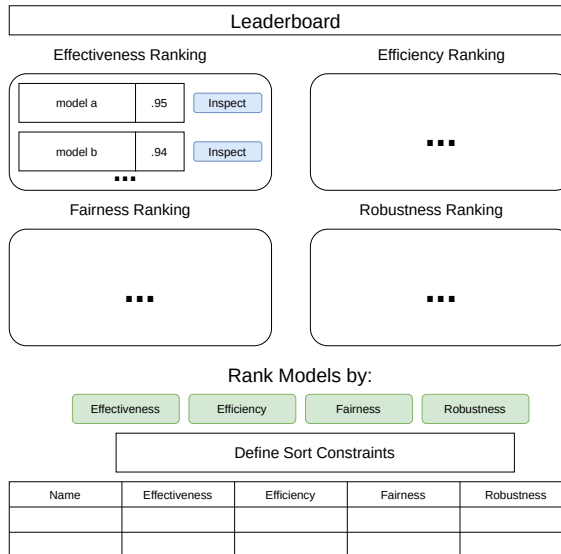 Leaderboard
Effectiveness Ranking
Efficiency Ranking
model a .95 Inspect
model b .94 Inspect
...
...
Fairness Ranking
Robustness Ranking
...
...
Rank Models by:
Effectiveness Efficiency Fairness Robustness
Define Sort Constraints
Name Effectiveness Efficiency Fairness Robustness